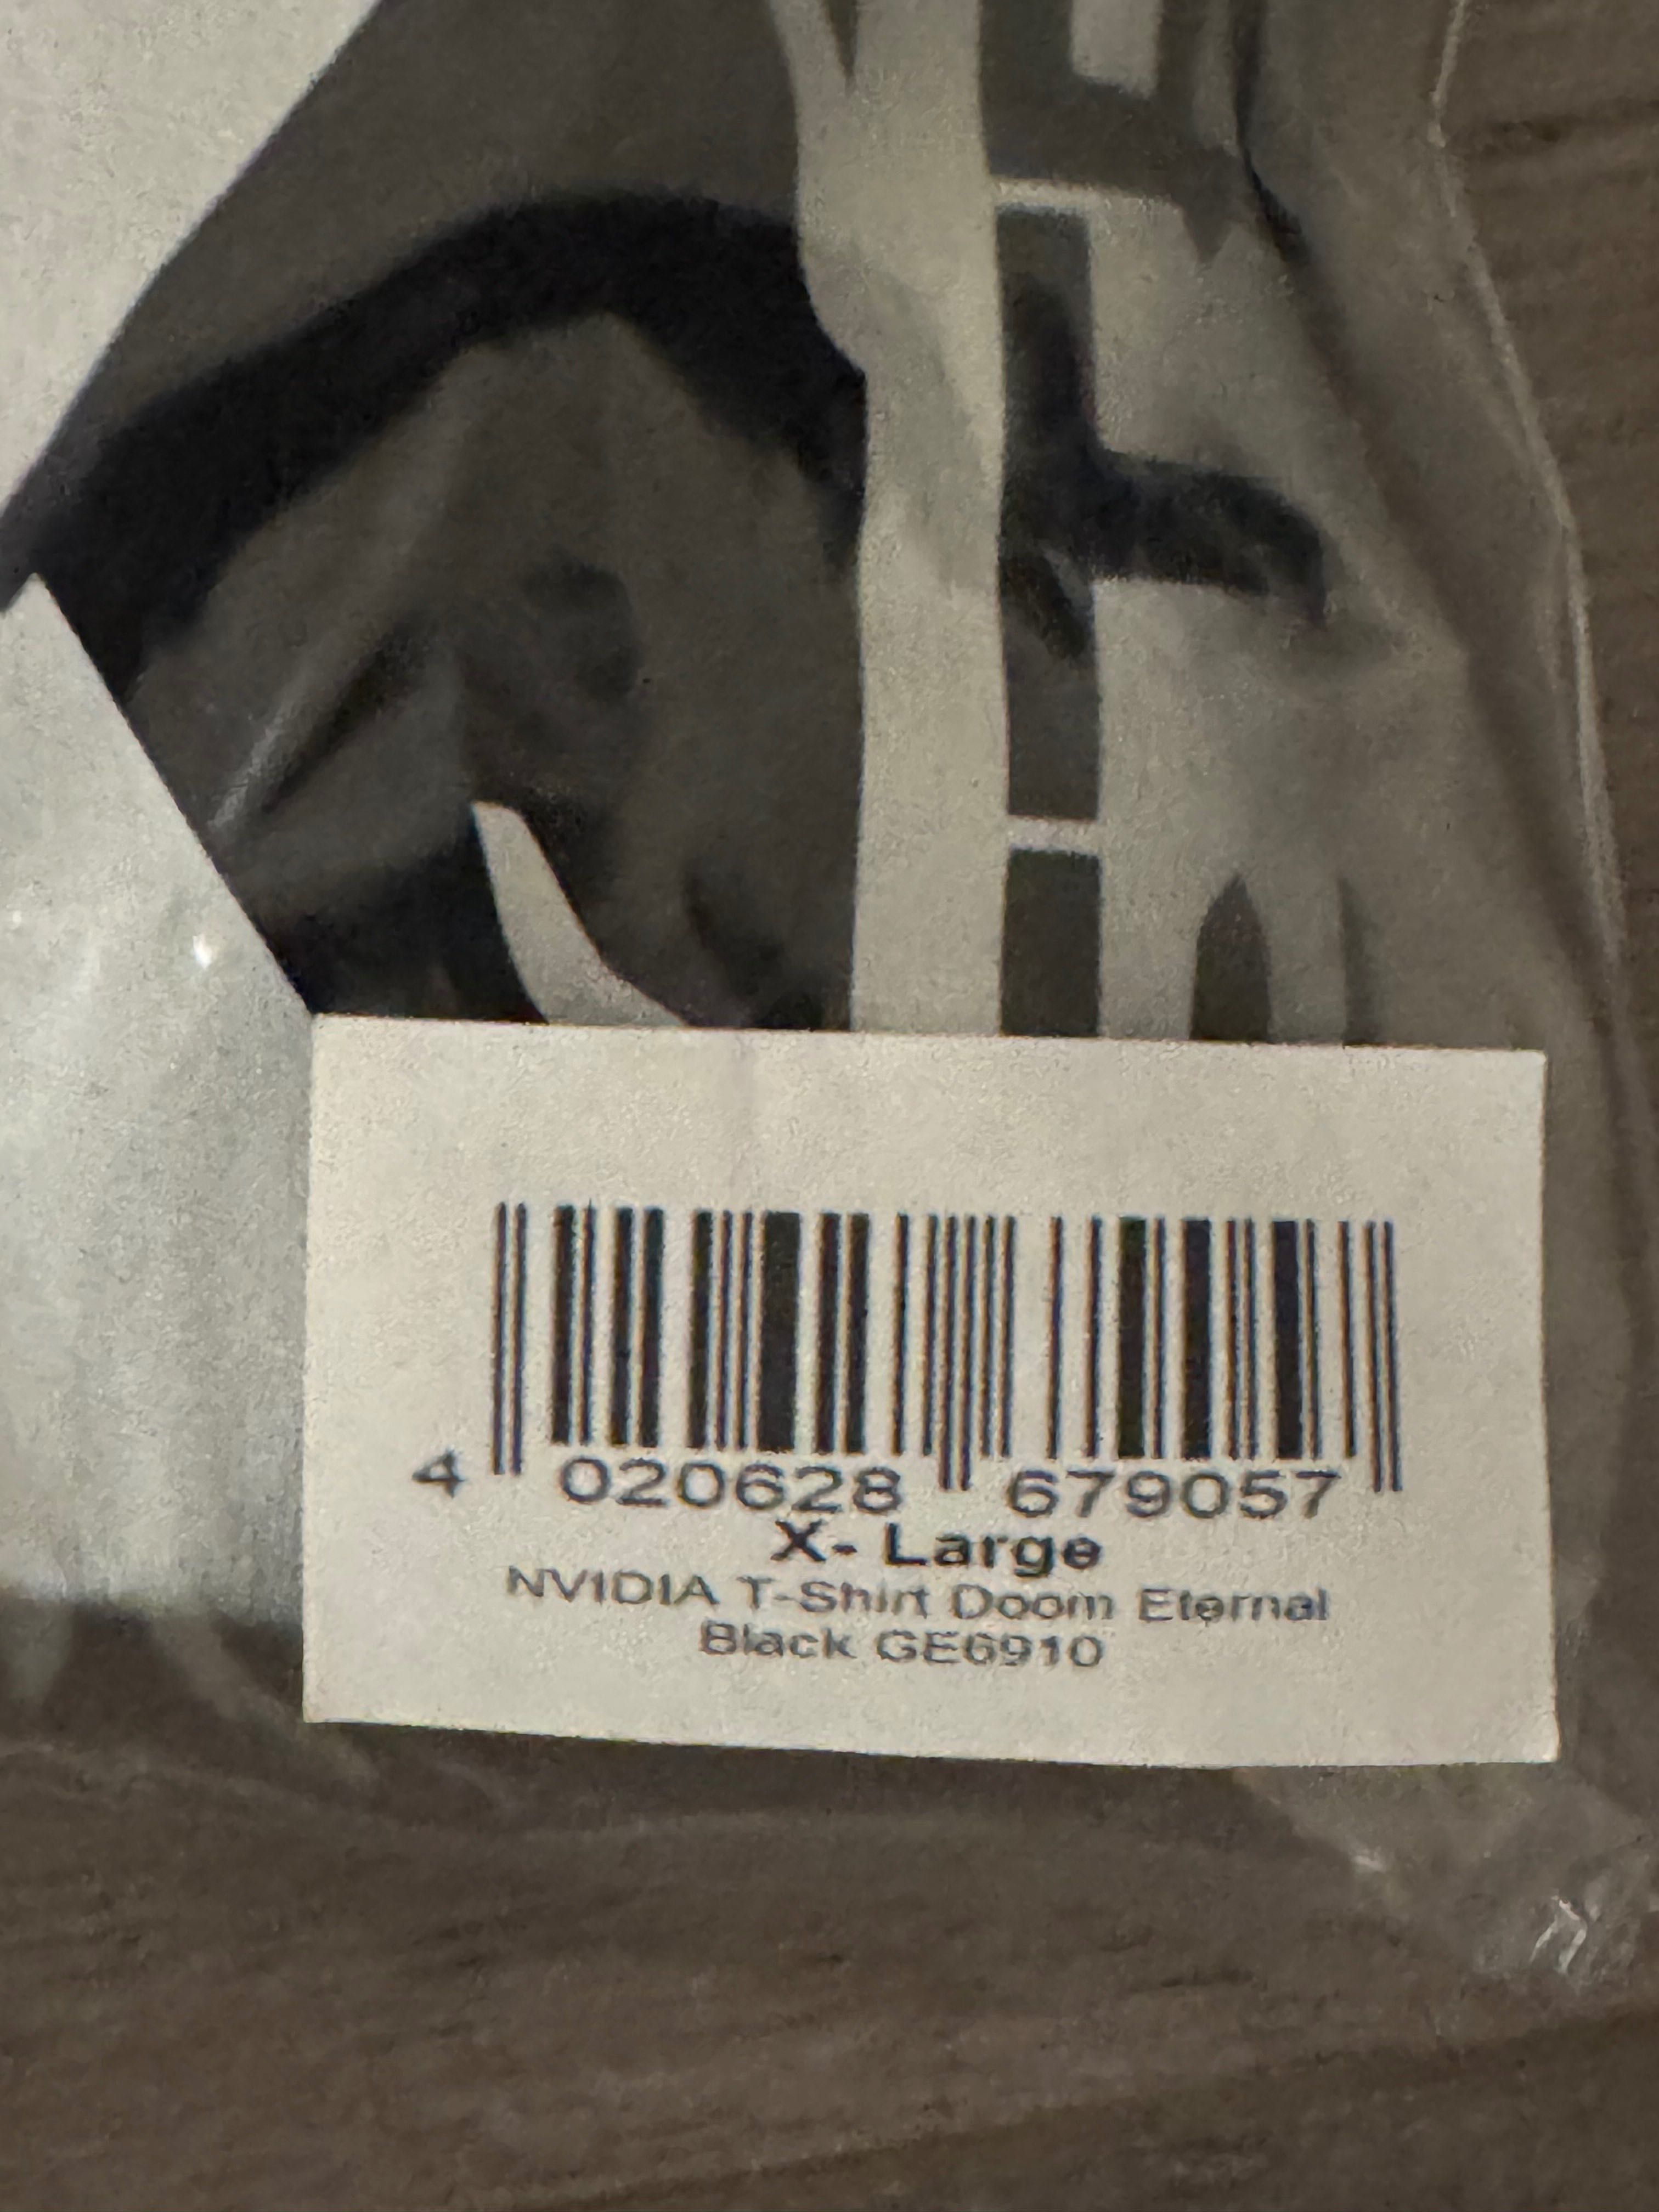 4 020628 679057
X- Large
NVIDIA T-Shirt Doom Eternal
Black GE6910